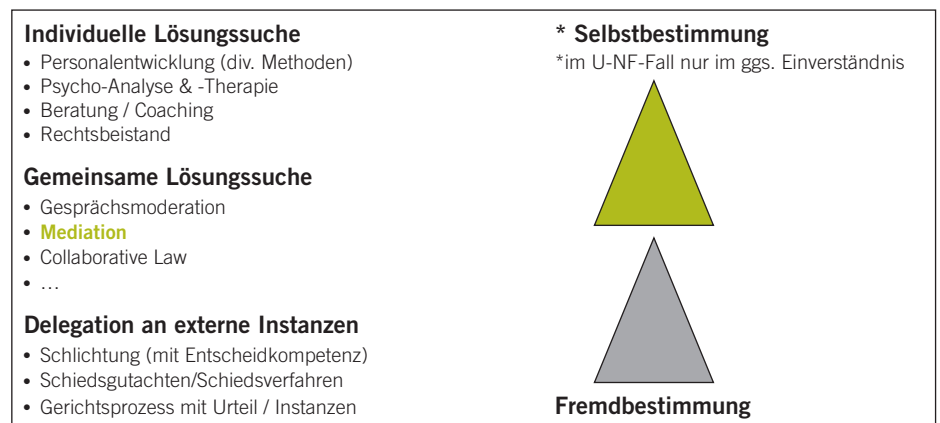 Individuelle Lösungssuche
• Personalentwicklung (div. Methoden)
• Psycho-Analyse & -Therapie
• Beratung / Coaching
• Rechtsbeistand
Gemeinsame Lösungssuche
• Gesprächsmoderation
• Mediation
• Collaborative Law
• …
Delegation an externe Instanzen
• Schlichtung (mit Entscheidkompetenz)
• Schiedsgutachten/Schiedsverfahren
• Gerichtsprozess mit Urteil / Instanzen
* Selbstbestimmung
*im U-NF-Fall nur im ggs. Einverständnis
Fremdbestimmung